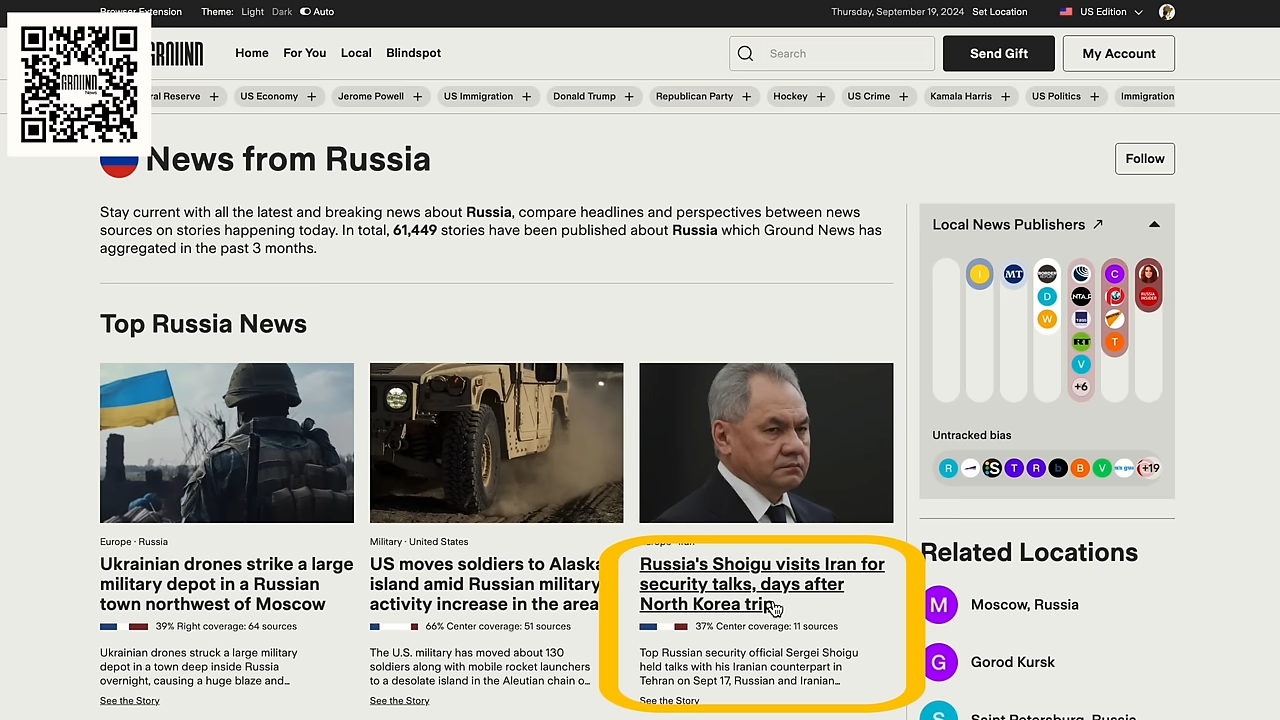 Browser Extension Theme: Light Dark Auto Thursday, September 19, 2024 Set Location US Edition
GROUND
News
Home For You Local Blindspot Search Send Gift My Account
Reserve + US Economy + Jerome Powell + US Immigration + Donald Trump + Republican Party + Hockey + US Crime + Kamala Harris + US Politics + Immigration
News from Russia
Follow
Stay current with all the latest and breaking news about Russia, compare headlines and perspectives between news
sources on stories happening today. In total, 61,449 stories have been published about Russia which Ground News has
aggregated in the past 3 months.
Top Russia News
Europe · Russia
Ukrainian drones strike a large
military depot in a Russian
town northwest of Moscow
39% Right coverage: 64 sources
Ukrainian drones struck a large military
depot in a town deep inside Russia
overnight, causing a huge blaze and…
See the Story
Military · United States
US moves soldiers to Alaska
island amid Russian military
activity increase in the area
66% Center coverage: 51 sources
The U.S. military has moved about 130
soldiers along with mobile rocket launchers
to a desolate island in the Aleutian chain o…
See the Story
Russia's Shoigu visits Iran for
security talks, days after
North Korea trip
37% Center coverage: 11 sources
Top Russian security official Sergei Shoigu
held talks with his Iranian counterpart in
Tehran on Sept 17, Russian and Iranian…
See the Story
Local News Publishers
I MT C
D
W
RT T
V
+6
Untracked bias
R S T R b B V +19
Related Locations
M Moscow, Russia
G Gorod Kursk
S Saint Petersburg, Russia